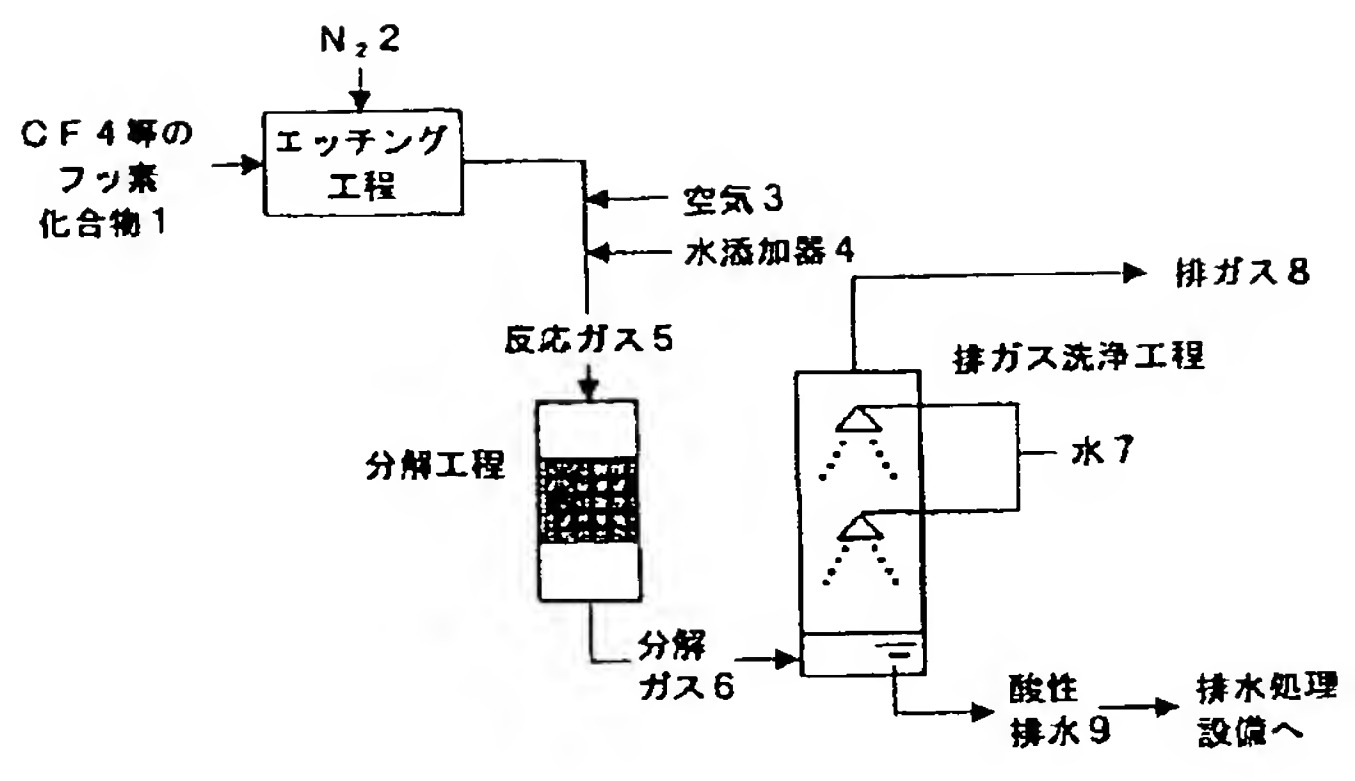 N₂2
CF4等の
フッ素
化合物1
エッチング
工程
空気3
水添加器4
反応ガス5
分解工程
分解
ガス6
排ガス8
排ガス洗浄工程
水7
酸性
排水9
排水処理
設備へ